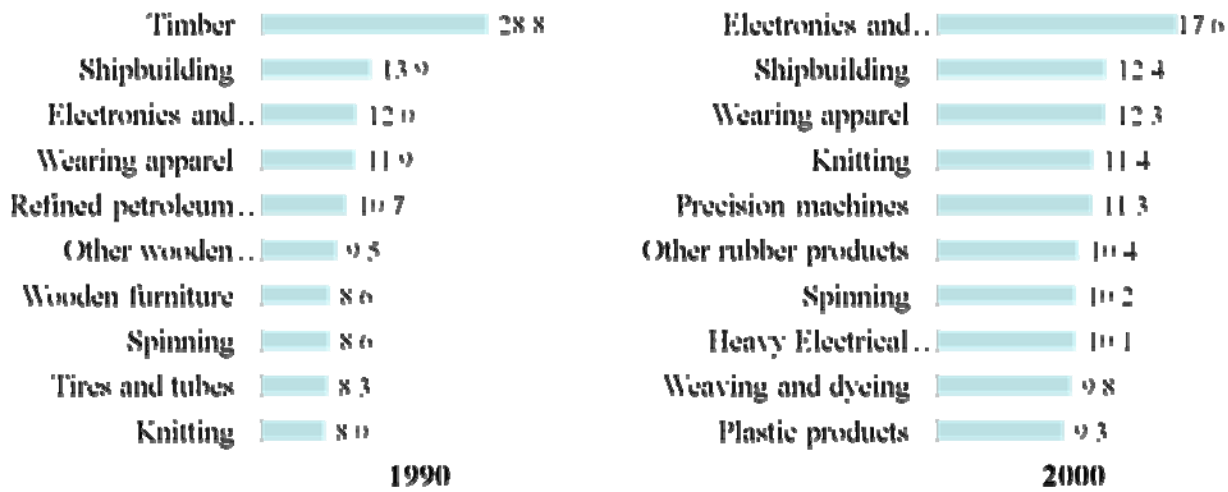 Timber 28.8
Shipbuilding 13.9
Electronics and.. 12.0
Wearing apparel 11.9
Refined petroleum.. 10.7
Other wooden.. 9.5
Wooden furniture 8.6
Spinning 8.6
Tires and tubes 8.3
Knitting 8.0
1990
Electronics and.. 17.6
Shipbuilding 12.4
Wearing apparel 12.3
Knitting 11.4
Precision machines 11.3
Other rubber products 10.4
Spinning 10.2
Heavy Electrical.. 10.1
Weaving and dyeing 9.8
Plastic products 9.3
2000